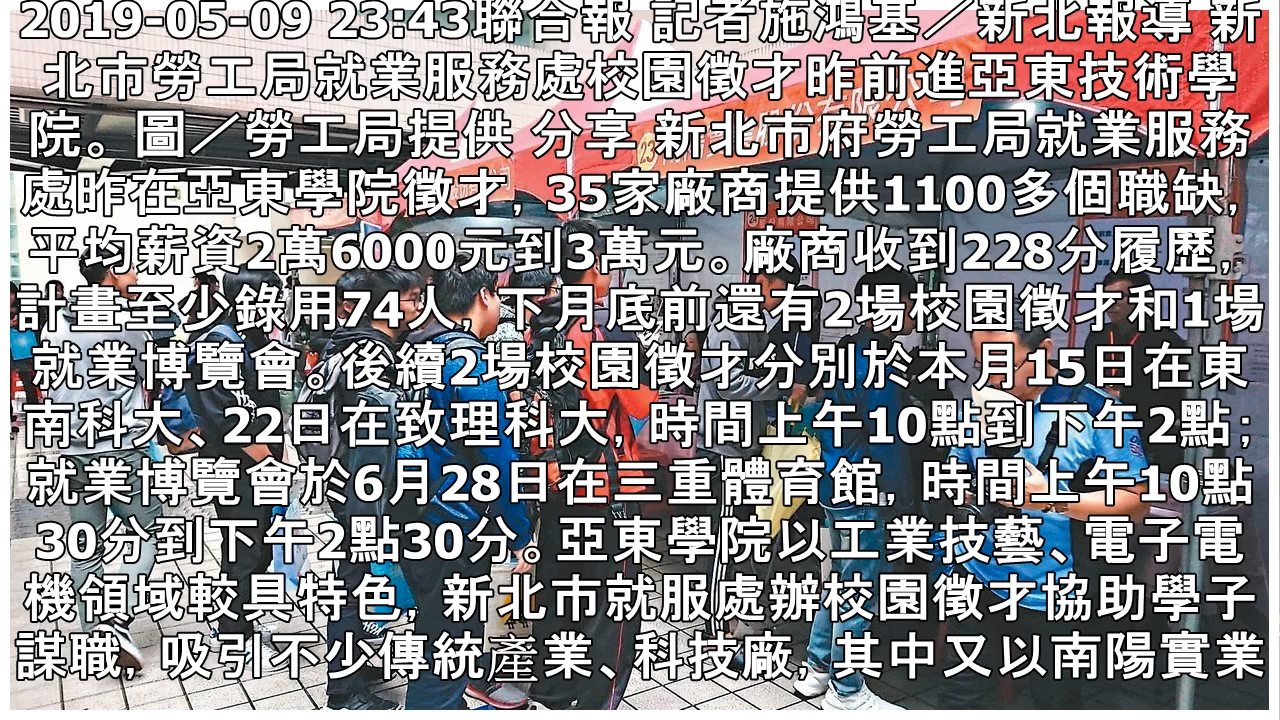 2019-05-09 23:43聯合報 記者施鴻基／新北報導 新
北市勞工局就業服務處校園徵才昨前進亞東技術學
院。圖／勞工局提供 分享 新北市府勞工局就業服務
處昨在亞東學院徵才, 35家廠商提供1100多個職缺,
平均薪資2萬6000元到3萬元。廠商收到228分履歷,
計畫至少錄用74人, 下月底前還有2場校園徵才和1場
就業博覽會。後續2場校園徵才分別於本月15日在東
南科大、22日在致理科大, 時間上午10點到下午2點;
就業博覽會於6月28日在三重體育館, 時間上午10點
30分到下午2點30分。亞東學院以工業技藝、電子電
機領域較具特色, 新北市就服處辦校園徵才協助學子
謀職, 吸引不少傳統產業、科技廠, 其中又以南陽實業